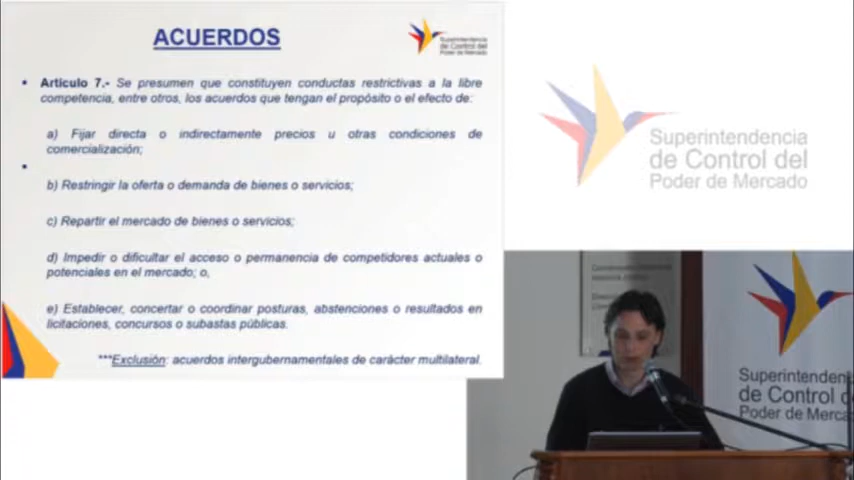 ACUERDOS
Superintendencia
de Control del
Poder de Mercado
• Artículo 7.- Se presumen que constituyen conductas restrictivas a la libre
competencia, entre otros, los acuerdos que tengan el propósito o el efecto de:
a) Fijar directa o indirectamente precios u otras condiciones de
comercialización;
b) Restringir la oferta o demanda de bienes o servicios;
c) Repartir el mercado de bienes o servicios;
d) Impedir o dificultar el acceso o permanencia de competidores actuales o
potenciales en el mercado; o,
e) Establecer, concertar o coordinar posturas, abstenciones o resultados en
licitaciones, concursos o subastas públicas.
***Exclusión: acuerdos intergubernamentales de carácter multilateral.
Superintendencia
de Control del
Poder de Mercado
Superintenden
de Control d
Poder de Merca